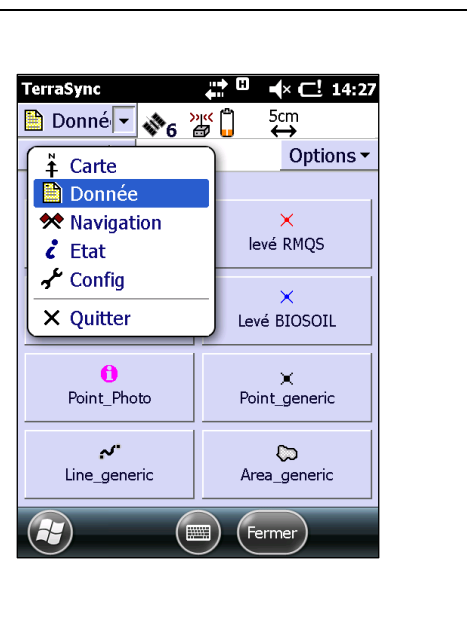 TerraSync H 14:27
Donné 6 5cm
Options
N
Carte
Donnée
Navigation
Etat
Config
Quitter
levé RMQS
Levé BIOSOIL
Point_Photo Point_generic
Line_generic Area_generic
Fermer